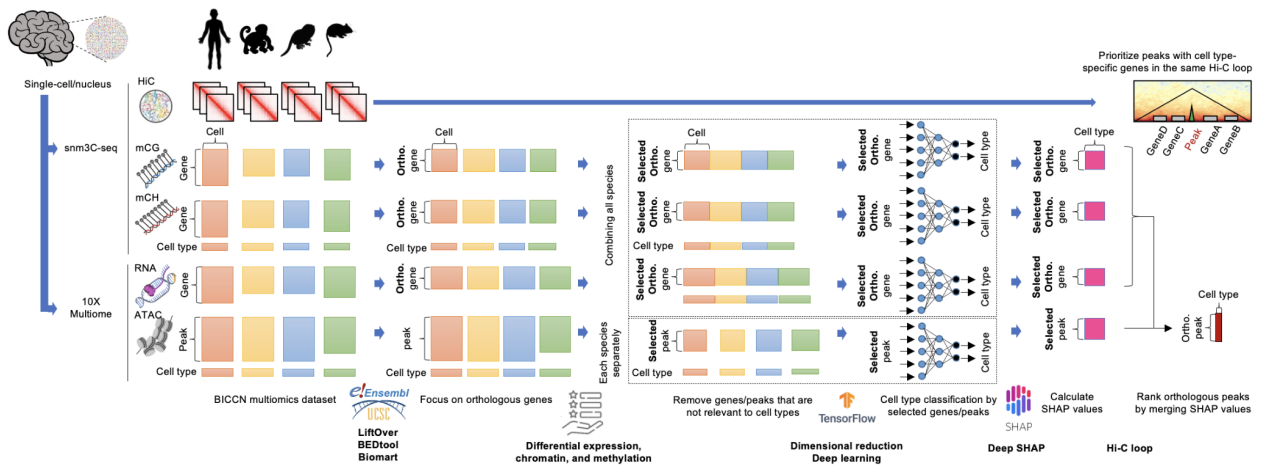 Single-cell/nucleus
HiC
Prioritize peaks with cell type-
specific genes in the same Hi-C loop
GeneD
GeneC
Peak
GeneA
GeneB
snm3C-seq
mCG
Cell
Gene
mCH
Gene
Cell type
Cell
Ortho.
gene
Ortho.
gene
Cell type
Combining all species
Cell
Selected
Ortho.
gene
Selected
Ortho.
gene
Cell type
Selected
Ortho.
gene
Cell type
Selected
Ortho.
gene
Cell type
Cell type
Selected
Ortho.
gene
Selected
Ortho.
gene
10X
Multiome
RNA
Gene
ATAC
Peak
Cell type
Ortho.
gene
peak
Cell type
Each species
separately
Selected
Ortho.
gene
Selected
peak
Cell type
Selected
Ortho.
gene
Cell type
Selected
peak
Cell type
Selected
Ortho.
gene
Selected
peak
Cell type
Ortho.
peak
BICCN multiomics dataset
e!Ensembl
UCSC
LiftOver
BEDtool
Biomart
Focus on orthologous genes
Differential expression,
chromatin, and methylation
Remove genes/peaks that are
not relevant to cell types
TensorFlow
Dimensional reduction
Deep learning
Cell type classification by
selected genes/peaks
SHAP
Deep SHAP
Calculate
SHAP values
Hi-C loop
Rank orthologous peaks
by merging SHAP values